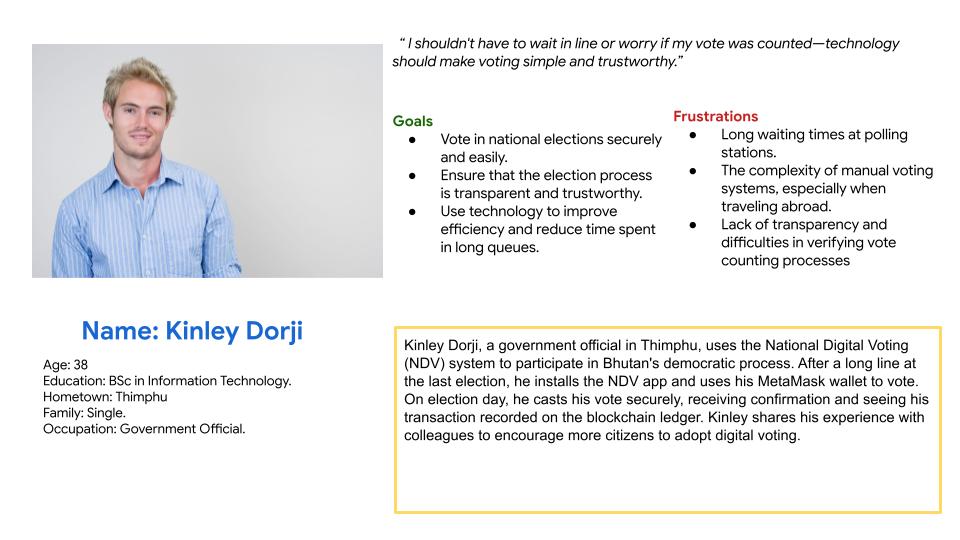 “ I shouldn't have to wait in line or worry if my vote was counted—technology
should make voting simple and trustworthy.”
Goals
● Vote in national elections securely
and easily.
● Ensure that the election process
is transparent and trustworthy.
● Use technology to improve
efficiency and reduce time spent
in long queues.
Frustrations
● Long waiting times at polling
stations.
● The complexity of manual voting
systems, especially when
traveling abroad.
● Lack of transparency and
difficulties in verifying vote
counting processes
Name: Kinley Dorji
Age: 38
Education: BSc in Information Technology.
Hometown: Thimphu
Family: Single.
Occupation: Government Official.
Kinley Dorji, a government official in Thimphu, uses the National Digital Voting
(NDV) system to participate in Bhutan's democratic process. After a long line at
the last election, he installs the NDV app and uses his MetaMask wallet to vote.
On election day, he casts his vote securely, receiving confirmation and seeing his
transaction recorded on the blockchain ledger. Kinley shares his experience with
colleagues to encourage more citizens to adopt digital voting.